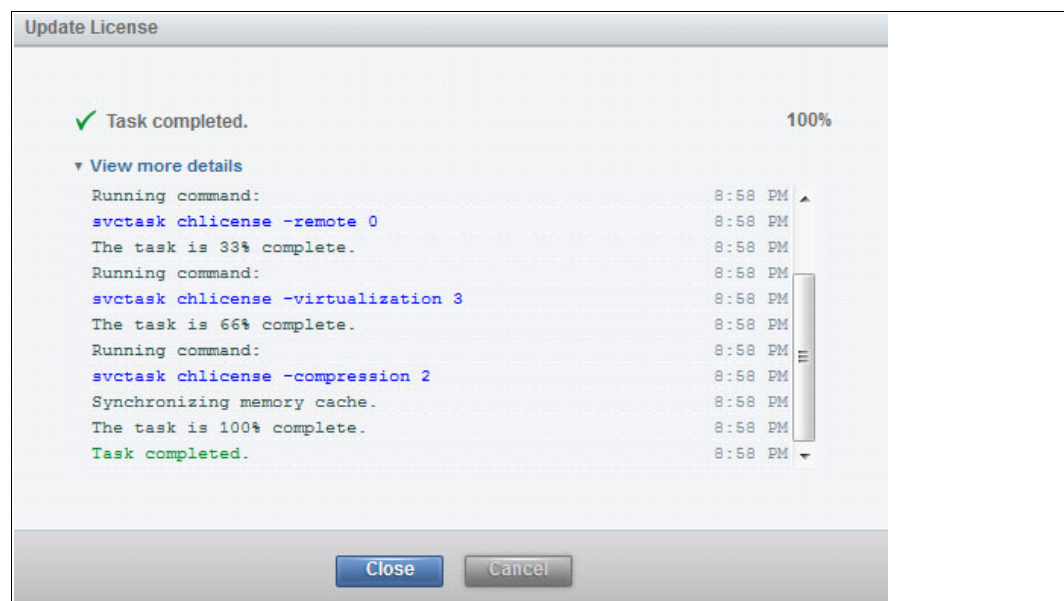 Update License
Task completed. 100%
View more details
Running command: 8:58 PM
svctask chlicense -remote 0 8:58 PM
The task is 33% complete. 8:58 PM
Running command: 8:58 PM
svctask chlicense -virtualization 3 8:58 PM
The task is 66% complete. 8:58 PM
Running command: 8:58 PM
svctask chlicense -compression 2 8:58 PM
Synchronizing memory cache. 8:58 PM
The task is 100% complete. 8:58 PM
Task completed. 8:58 PM
Close Cancel